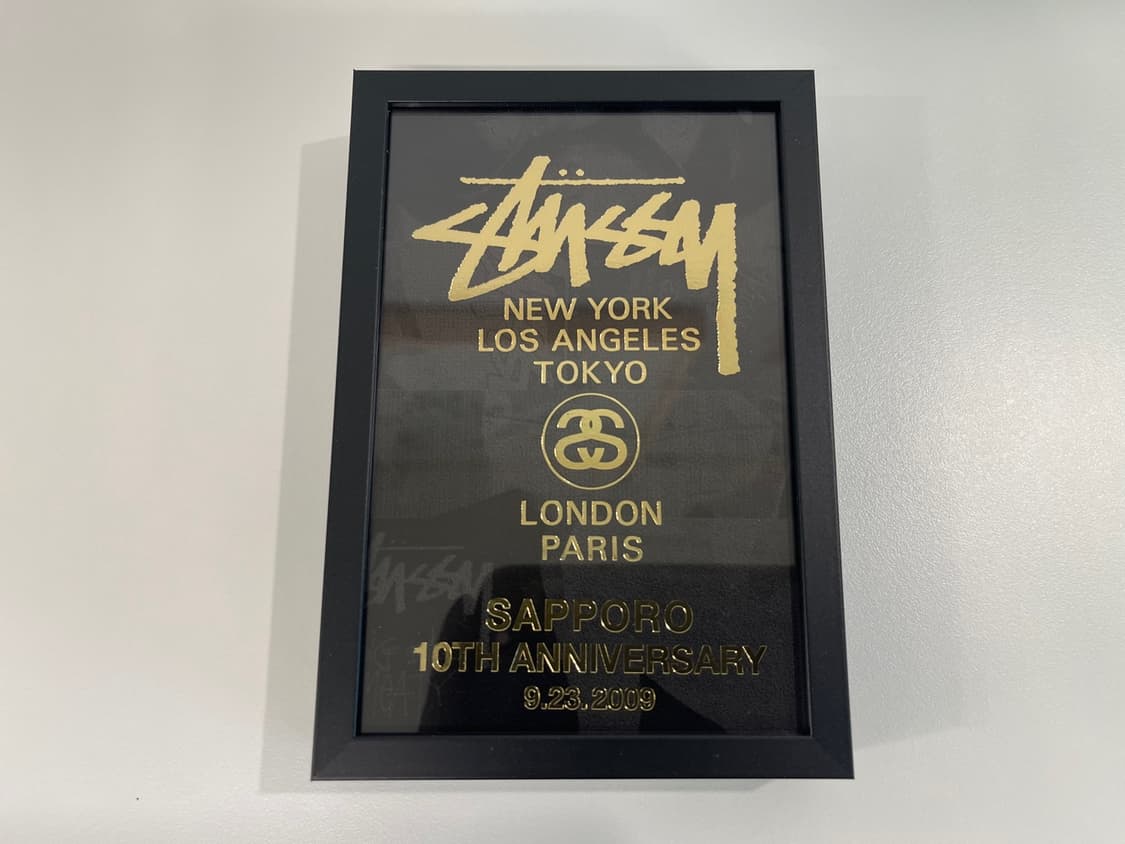 STÜSSY
NEW YORK
LOS ANGELES
TOKYO
LONDON
PARIS
SAPPORO
10TH ANNIVERSARY
9.23.2009